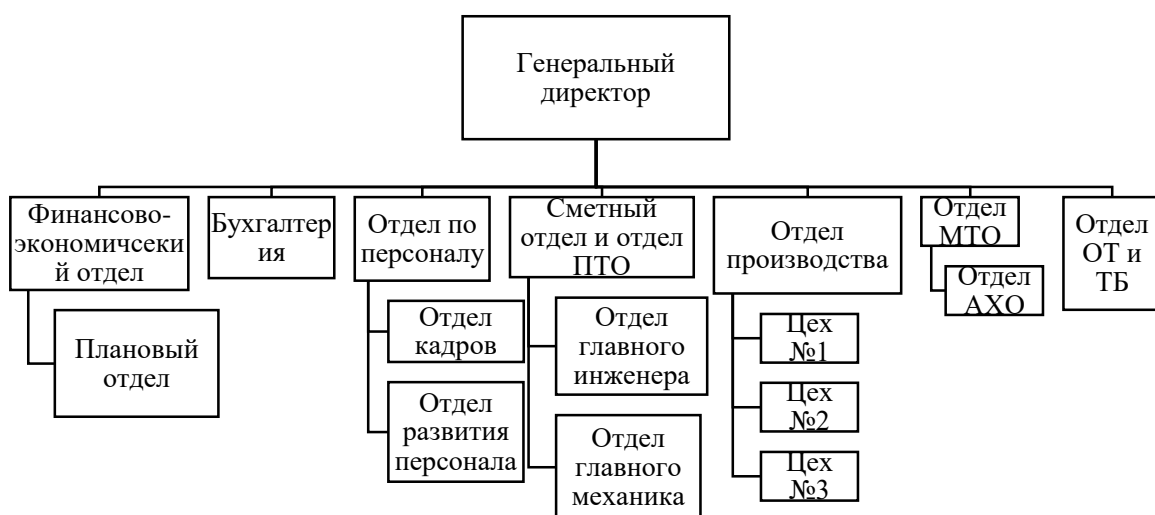 Генеральный
директор
Финансово-
экономичсеки
й отдел
Плановый
отдел
Бухгалтер
ия
Отдел по
персоналу
Отдел
кадров
Отдел
развития
персонала
Сметный
отдел и отдел
ПТО
Отдел
главного
инженера
Отдел
главного
механика
Отдел
производства
Цех
№1
Цех
№2
Цех
№3
Отдел
МТО
Отдел
АХО
Отдел
ОТ и
ТБ